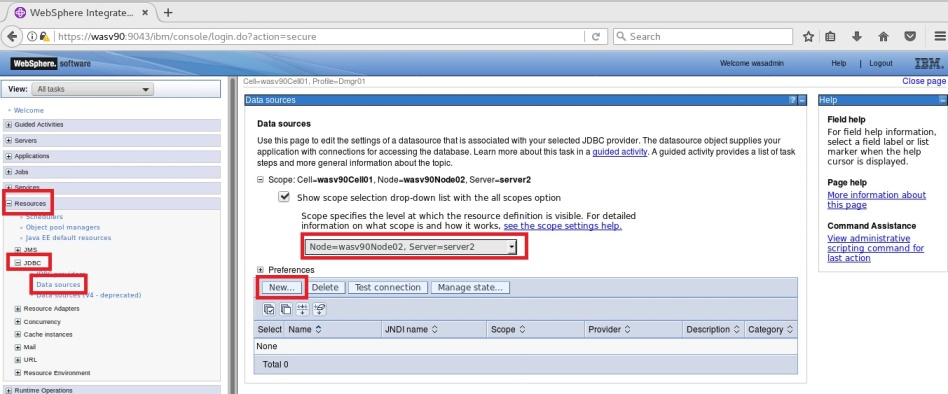 WebSphere Integrate...
https://wasv90:9043/ibm/console/login.do?action=secure
Search
WebSphere. software
Welcome wasadmin
Help
Logout
IBM.
View: All tasks
Welcome
Guided Activities
Servers
Applications
Jobs
Services
Resources
Schedulers
Object pool managers
Java EE default resources
JMS
JDBC
Data sources
Data sources (V4 - deprecated)
Resource Adapters
Concurrency
Cache instances
Mail
URL
Resource Environment
Runtime Operations
Cell=wasv90Cell01, Profile=Dmgr01
Close page
Data sources
Data sources
Use this page to edit the settings of a datasource that is associated with your selected JDBC provider. The datasource object supplies your
application with connections for accessing the database. Learn more about this task in a guided activity. A guided activity provides a list of task
steps and more general information about the topic.
Scope: Cell=wasv90Cell01, Node=wasv90Node02, Server=server2
Show scope selection drop-down list with the all scopes option
Scope specifies the level at which the resource definition is visible. For detailed
information on what scope is and how it works, see the scope settings help.
Node=wasv90Node02, Server=server2
Preferences
New... Delete Test connection Manage state...
Select Name JNDI name Scope Provider Description Category
None
Total 0
Help
Field help
For field help information,
select a field label or list
marker when the help
cursor is displayed.
Page help
More information about
this page
Command Assistance
View administrative
scripting command for
last action